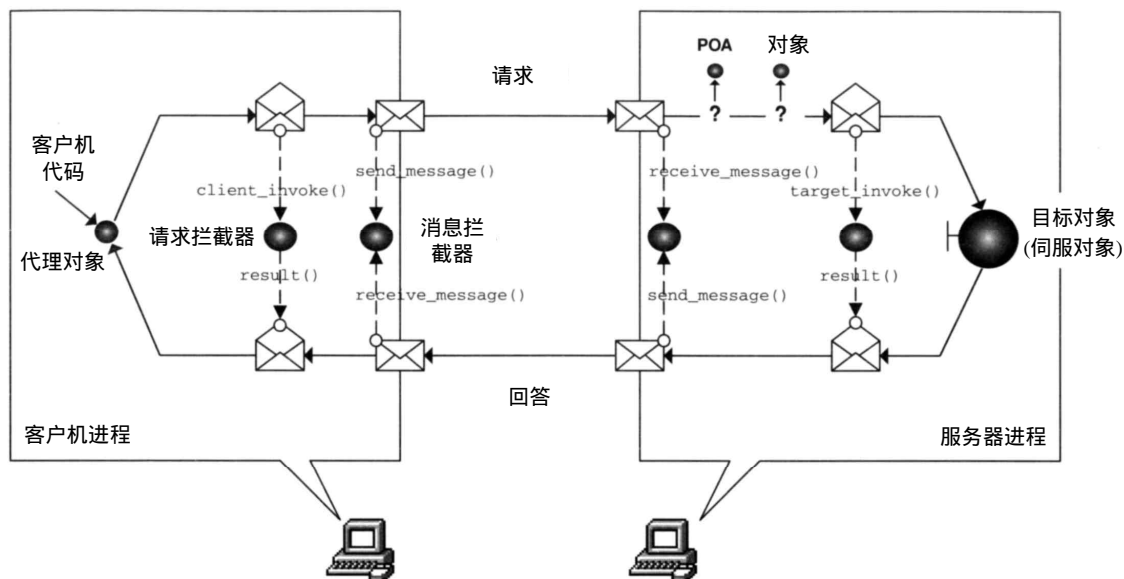 POA
对象
请求
?
?
客户机
代码
send_message()
receive_message()
client_invoke()
target_invoke()
代理对象
请求拦截器
消息拦
截器
目标对象
(伺服对象)
result()
result()
receive_message()
send_message()
回答
客户机进程
服务器进程